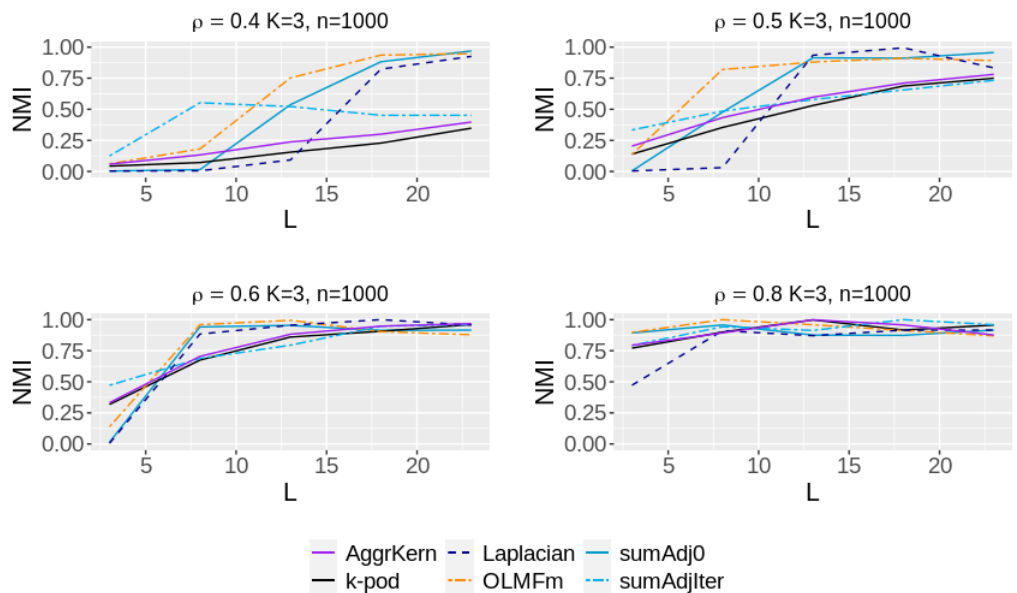 ρ = 0.4 K=3, n=1000
NMI
1.00
0.75
0.50
0.25
0.00
5 10 15 20
L
ρ = 0.5 K=3, n=1000
NMI
1.00
0.75
0.50
0.25
0.00
5 10 15 20
L
ρ = 0.6 K=3, n=1000
NMI
1.00
0.75
0.50
0.25
0.00
5 10 15 20
L
ρ = 0.8 K=3, n=1000
NMI
1.00
0.75
0.50
0.25
0.00
5 10 15 20
L
AggrKern Laplacian sumAdj0
k-pod OLMFm sumAdjIter